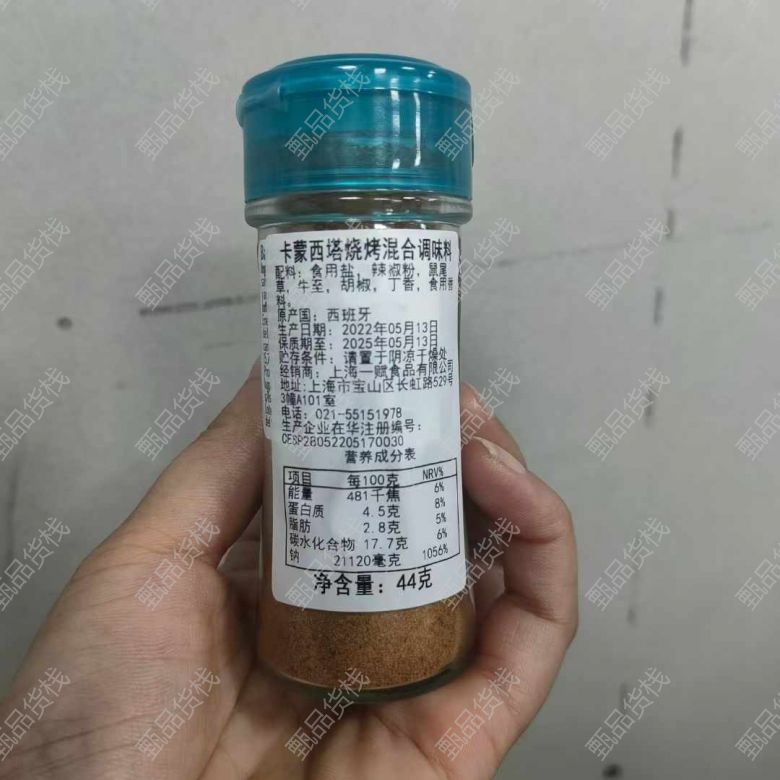 卡蒙西塔烧烤混合调味料
配料：食用盐，辣椒粉，鼠尾
草，牛至，胡椒，丁香，食用香
料。
原产国：西班牙
生产日期：2022年05月13日
保质期至：2025年05月13日
贮存条件：请置于阴凉干燥处
经销商：上海一赋食品有限公司
地址：上海市宝山区长虹路529号
3幢A101室
电话：021-55151978
生产企业在华注册编号：
CESP28052205170030
营养成分表
项目 每100克 NRV%
能量 481千焦 6%
蛋白质 4.5克 8%
脂肪 2.8克 5%
碳水化合物 17.7克 6%
钠 21120毫克 1056%
净含量：44克
甄品货栈